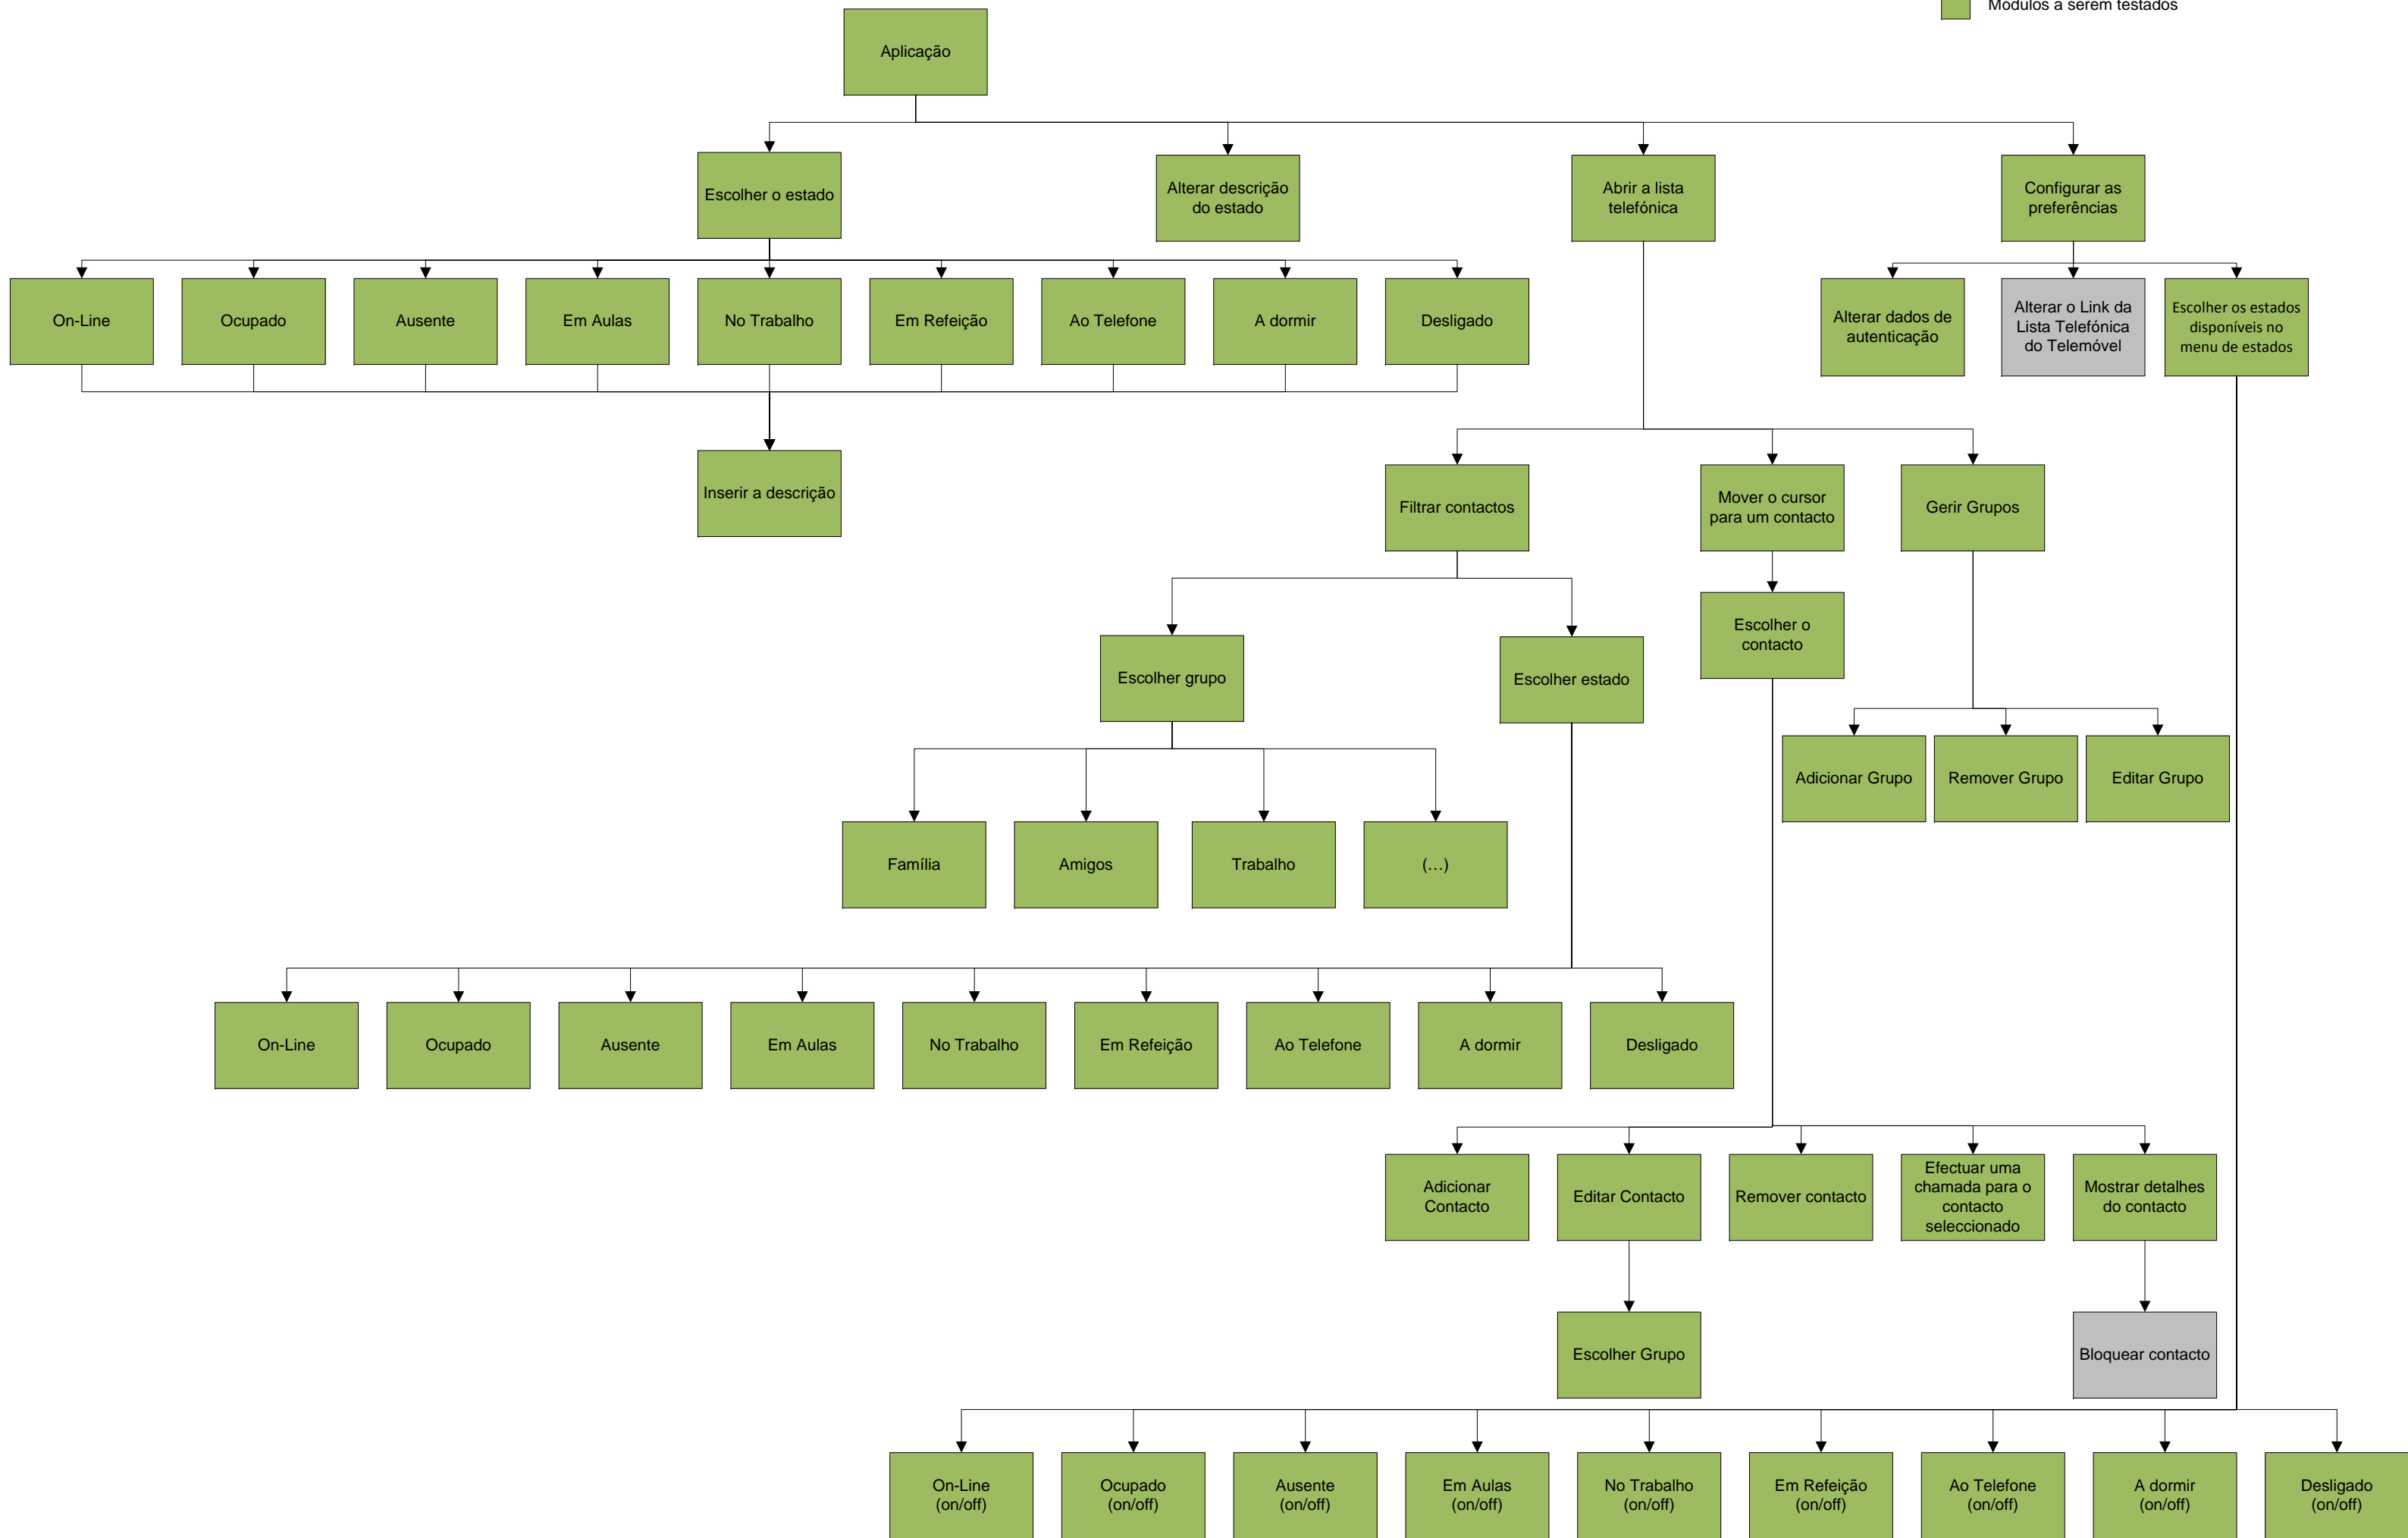 Módulos a serem testados
Aplicação
Escolher o estado
Alterar descrição
do estado
Abrir a lista
telefónica
Configurar as
preferências
On-Line
Ocupado
Ausente
Em Aulas
No Trabalho
Em Refeição
Ao Telefone
A dormir
Desligado
Alterar dados de
autenticação
Alterar o Link da
Lista Telefónica
do Telemóvel
Escolher os estados
disponíveis no
menu de estados
Inserir a descrição
Filtrar contactos
Mover o cursor
para um contacto
Gerir Grupos
Escolher o
contacto
Escolher grupo
Escolher estado
Adicionar Grupo
Remover Grupo
Editar Grupo
Família
Amigos
Trabalho
(…)
On-Line
Ocupado
Ausente
Em Aulas
No Trabalho
Em Refeição
Ao Telefone
A dormir
Desligado
Adicionar
Contacto
Editar Contacto
Remover contacto
Efectuar uma
chamada para o
contacto
seleccionado
Mostrar detalhes
do contacto
Escolher Grupo
Bloquear contacto
On-Line
(on/off)
Ocupado
(on/off)
Ausente
(on/off)
Em Aulas
(on/off)
No Trabalho
(on/off)
Em Refeição
(on/off)
Ao Telefone
(on/off)
A dormir
(on/off)
Desligado
(on/off)